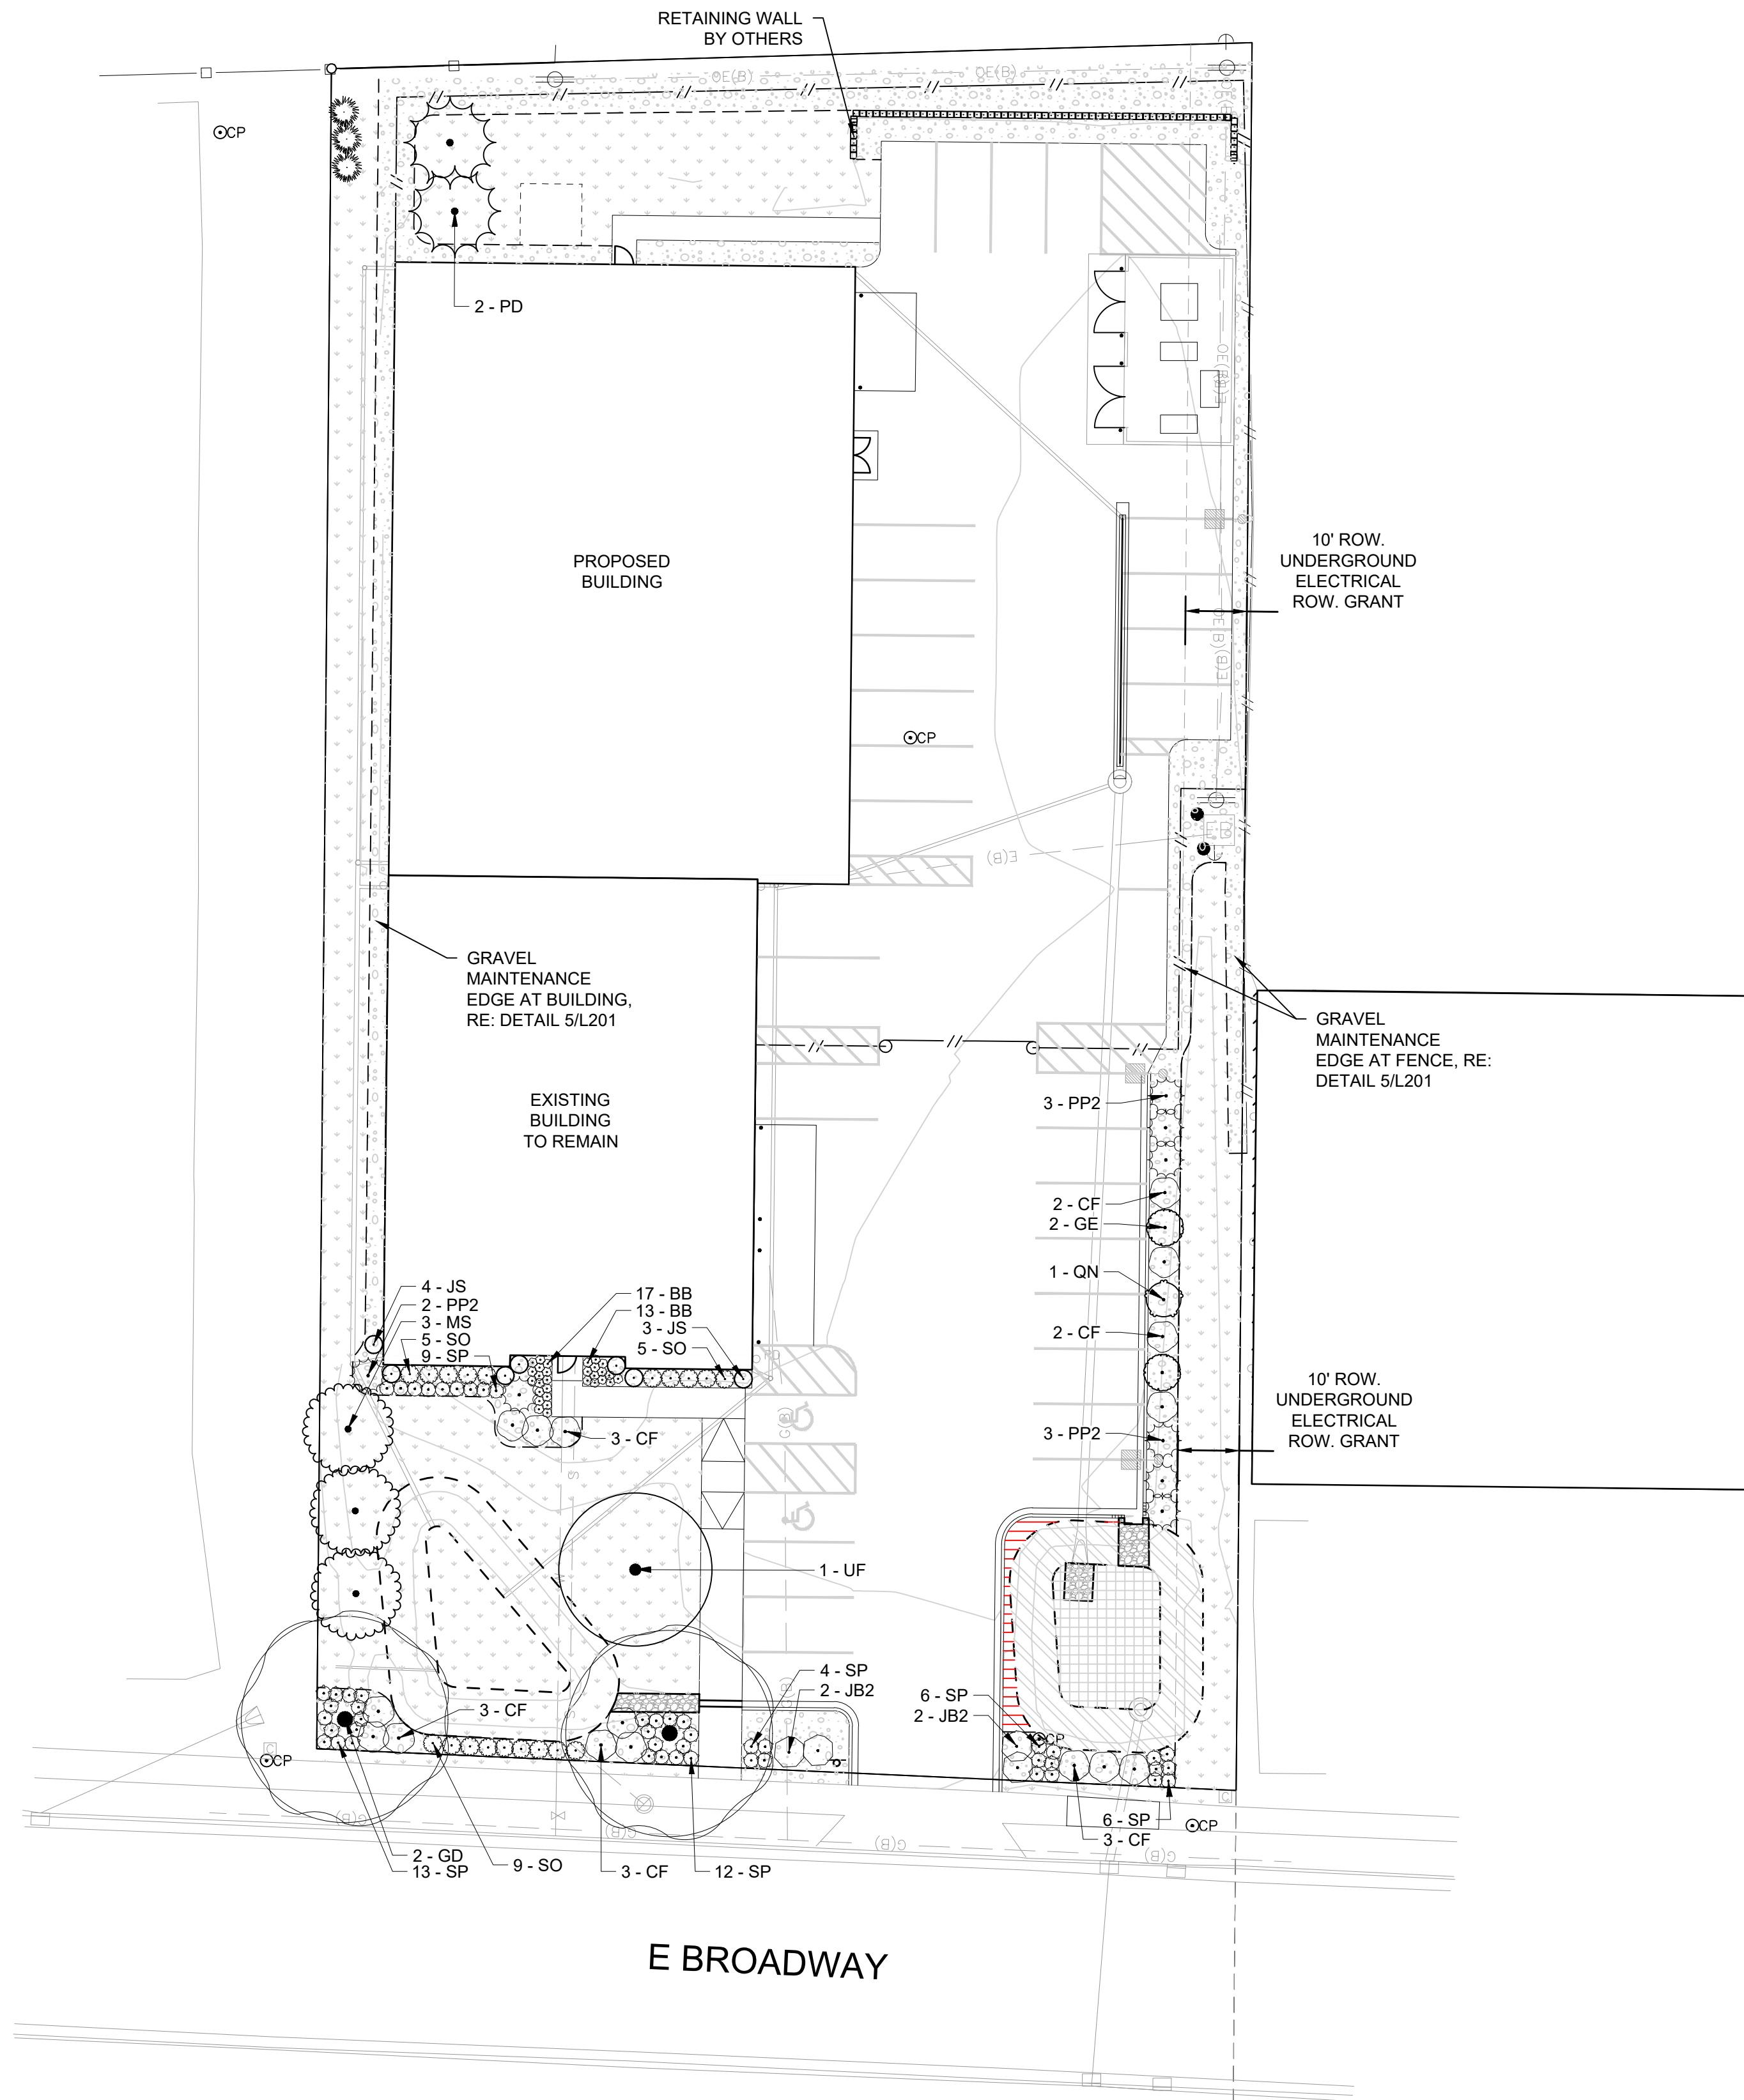 RETAINING WALL
BY OTHERS
OE(B)
OE(B)
CP
2 - PD
10' ROW.
UNDERGROUND
ELECTRICAL
ROW. GRANT
PROPOSED
BUILDING
CP
E(B)
GRAVEL
MAINTENANCE
EDGE AT BUILDING,
RE: DETAIL 5/L201
GRAVEL
MAINTENANCE
EDGE AT FENCE, RE:
DETAIL 5/L201
EXISTING
BUILDING
TO REMAIN
3 - PP2
2 - CF
2 - GE
1 - QN
2 - CF
3 - PP2
4 - JS
2 - PP2
3 - MS
5 - SO
9 - SP
17 - BB
13 - BB
3 - JS
5 - SO
10' ROW.
UNDERGROUND
ELECTRICAL
ROW. GRANT
3 - CF
G(B)
S
1 - UF
4 - SP
2 - JB2
6 - SP
2 - JB2
3 - CF
G(B)
CP
C
CP
C
6 - SP
3 - CF
CP
G(B)
G(B)
G(B)
G(B)
2 - GD
13 - SP
9 - SO
3 - CF
12 - SP
E BROADWAY